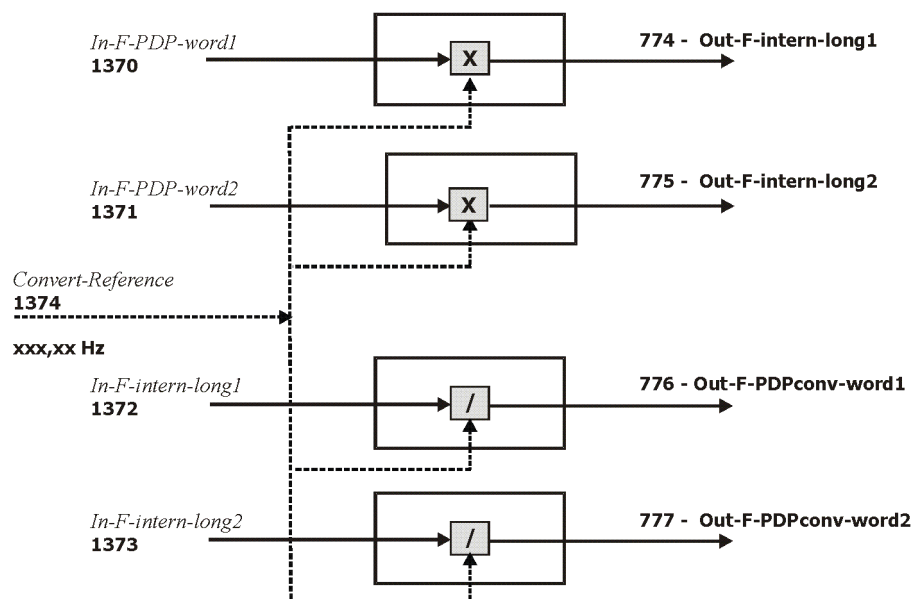 In-F-PDP-word1
1370
X
774 - Out-F-intern-long1
In-F-PDP-word2
1371
X
775 - Out-F-intern-long2
Convert-Reference
1374
xxx,xx Hz
In-F-intern-long1
1372
/
776 - Out-F-PDPconv-word1
In-F-intern-long2
1373
/
777 - Out-F-PDPconv-word2